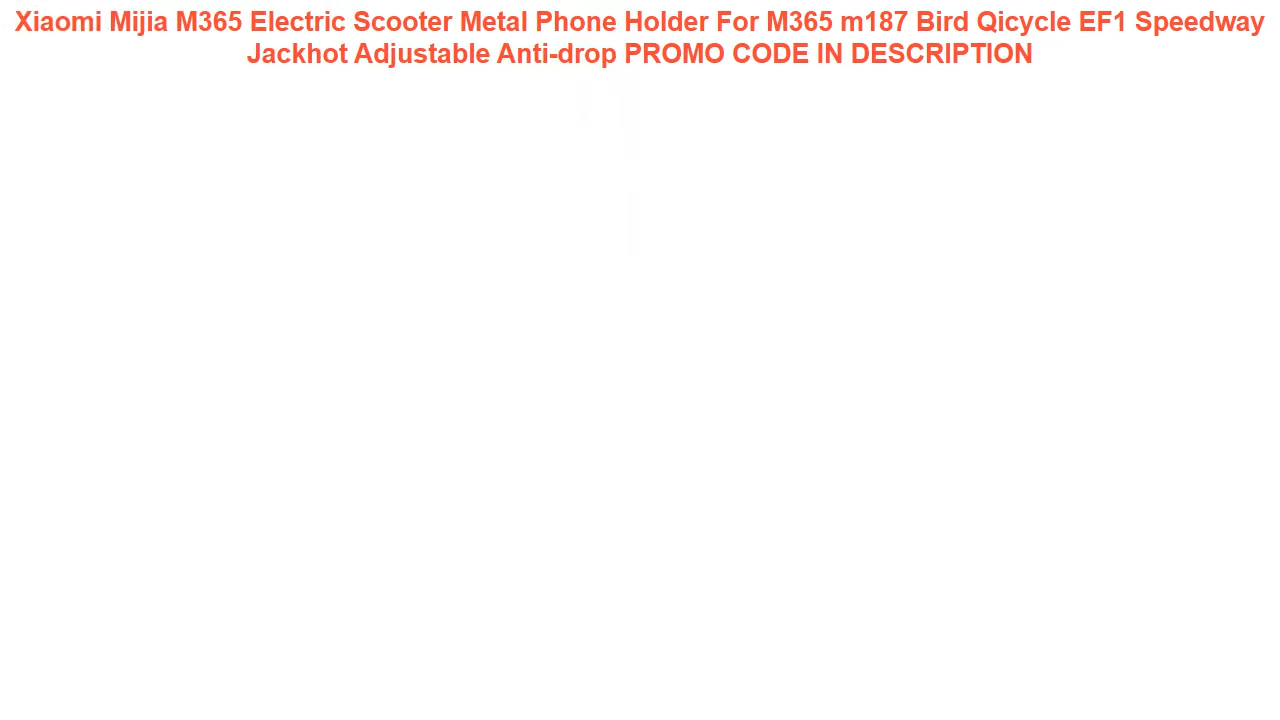 Xiaomi Mijia M365 Electric Scooter Metal Phone Holder For M365 m187 Bird Qicycle EF1 Speedway
Jackhot Adjustable Anti-drop PROMO CODE IN DESCRIPTION